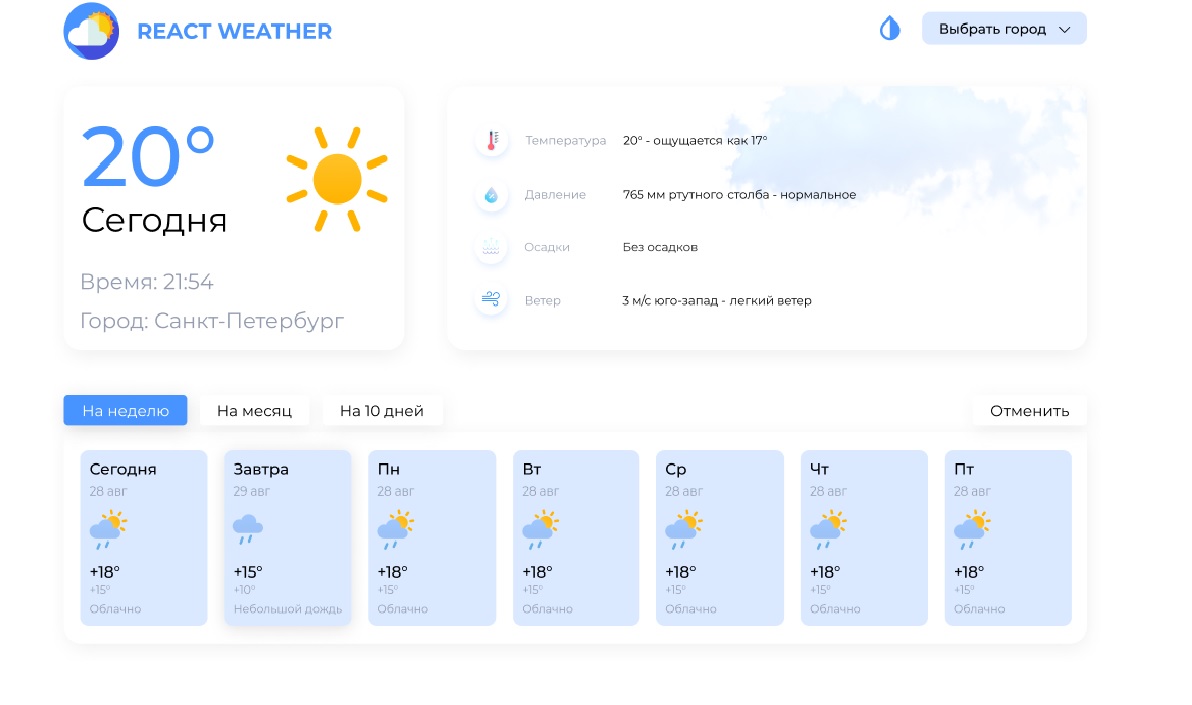 REACT WEATHER
Выбрать город
20°
Сегодня
Время: 21:54
Город: Санкт-Петербург
Температура 20° - ощущается как 17°
Давление 765 мм ртутного столба - нормальное
Осадки Без осадков
Ветер 3 м/с юго-запад - легкий ветер
На неделю На месяц На 10 дней Отменить
Сегодня Завтра Пн Вт Ср Чт Пт
28 авг 29 авг 28 авг 28 авг 28 авг 28 авг 28 авг
+18° +15° +18° +18° +18° +18° +18°
+15° +10° +15° +15° +15° +15° +15°
Облачно Небольшой дождь Облачно Облачно Облачно Облачно Облачно